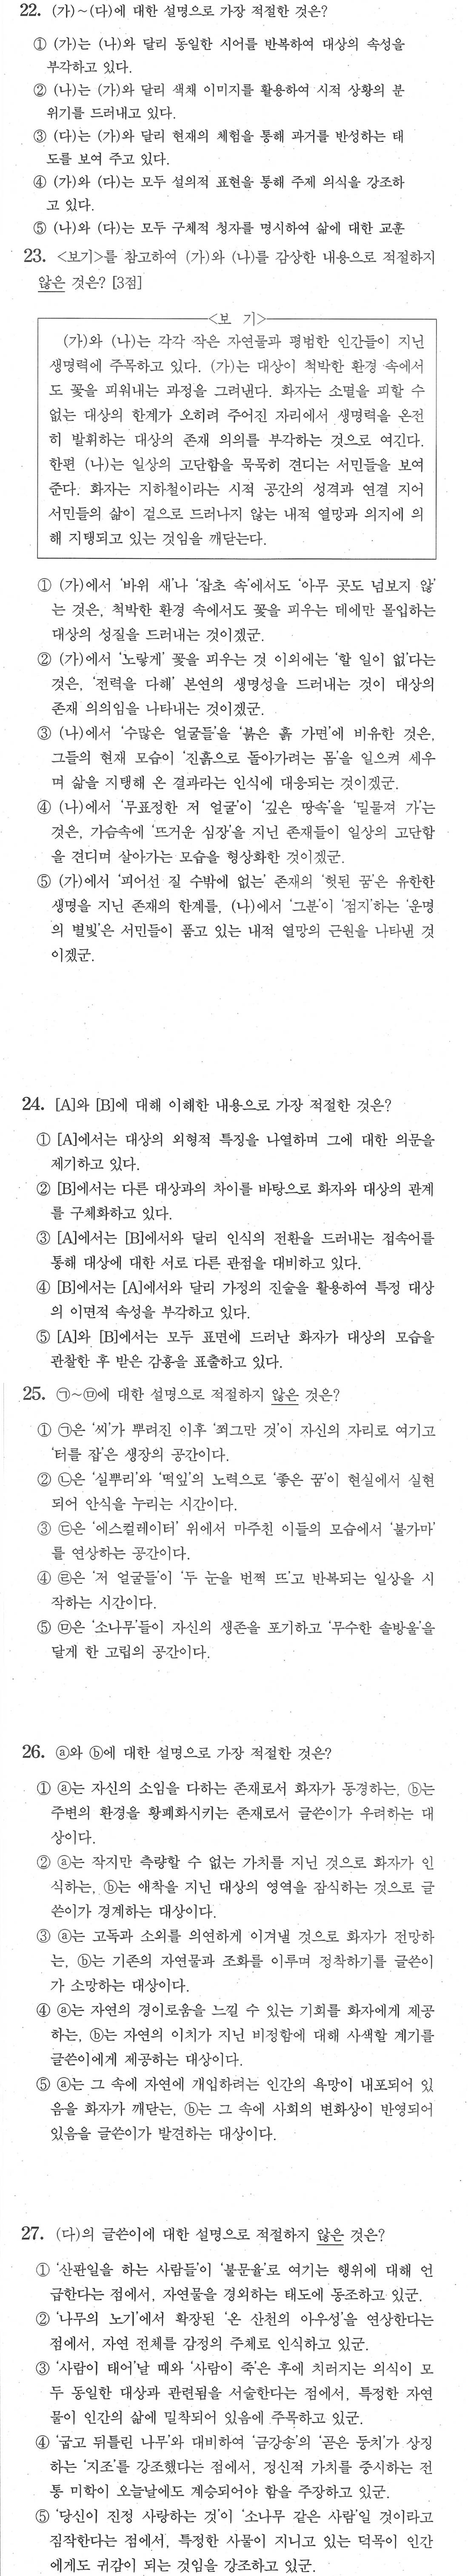 22. (가)~(다)에 대한 설명으로 가장 적절한 것은?
① (가)는 (나)와 달리 동일한 시어를 반복하여 대상의 속성을
부각하고 있다.
② (나)는 (가)와 달리 색채 이미지를 활용하여 시적 상황의 분
위기를 드러내고 있다.
③ (다)는 (가)와 달리 현재의 체험을 통해 과거를 반성하는 태
도를 보여 주고 있다.
④ (가)와 (다)는 모두 설의적 표현을 통해 주제 의식을 강조하
고 있다.
⑤ (나)와 (다)는 모두 구체적 청자를 명시하여 삶에 대한 교훈
23. <보기>를 참고하여 (가)와 (나)를 감상한 내용으로 적절하지
않은 것은? [3점]
<보 기>
(가)와 (나)는 각각 작은 자연물과 평범한 인간들이 지닌
생명력에 주목하고 있다. (가)는 대상이 척박한 환경 속에서
도 꽃을 피워내는 과정을 그려낸다. 화자는 소멸을 피할 수
없는 대상의 한계가 오히려 주어진 자리에서 생명력을 온전
히 발휘하는 대상의 존재 의의를 부각하는 것으로 여긴다.
한편 (나)는 일상의 고단함을 묵묵히 견디는 서민들을 보여
준다. 화자는 지하철이라는 시적 공간의 성격과 연결 지어
서민들의 삶이 겉으로 드러나지 않는 내적 열망과 의지에 의
해 지탱되고 있는 것임을 깨닫는다.
① (가)에서 '바위 새'나 '잡초 속'에서도 '아무 곳도 넘보지 않'
는 것은, 척박한 환경 속에서도 꽃을 피우는 데에만 몰입하는
대상의 성질을 드러내는 것이겠군.
② (가)에서 '노랗게' 꽃을 피우는 것 이외에는 '할 일이 없'다는
것은, '전력을 다해' 본연의 생명성을 드러내는 것이 대상의
존재 의의임을 나타내는 것이겠군.
③ (나)에서 '수많은 얼굴들'을 '붉은 흙 가면'에 비유한 것은,
그들의 현재 모습이 '진흙으로 돌아가려는 몸'을 일으켜 세우
며 삶을 지탱해 온 결과라는 인식에 대응되는 것이겠군.
④ (나)에서 '무표정한 저 얼굴'이 '깊은 땅속'을 '밀물져 가'는
것은, 가슴속에 '뜨거운 심장'을 지닌 존재들이 일상의 고단함
을 견디며 살아가는 모습을 형상화한 것이겠군.
⑤ (가)에서 '피어선 질 수밖에 없는' 존재의 '헛된 꿈'은 유한한
생명을 지닌 존재의 한계를, (나)에서 '그분'이 '점지'하는 '운명
의 별빛'은 서민들이 품고 있는 내적 열망의 근원을 나타낸 것
이겠군.
24. [A]와 [B]에 대해 이해한 내용으로 가장 적절한 것은?
① [A]에서는 대상의 외형적 특징을 나열하며 그에 대한 의문을
제기하고 있다.
② [B]에서는 다른 대상과의 차이를 바탕으로 화자와 대상의 관계
를 구체화하고 있다.
③ [A]에서는 [B]에서와 달리 인식의 전환을 드러내는 접속어를
통해 대상에 대한 서로 다른 관점을 대비하고 있다.
④ [B]에서는 [A]에서와 달리 가정의 진술을 활용하여 특정 대상
의 이면적 속성을 부각하고 있다.
⑤ [A]와 [B]에서는 모두 표면에 드러난 화자가 대상의 모습을
관찰한 후 받은 감흥을 표출하고 있다.
25. ㉠~㉤에 대한 설명으로 적절하지 않은 것은?
① ㉠은 '씨'가 뿌려진 이후 '쬐그만 것'이 자신의 자리로 여기고
'터를 잡'은 생장의 공간이다.
② ㉡은 '실뿌리'와 '떡잎'의 노력으로 '좋은 꿈'이 현실에서 실현
되어 안식을 누리는 시간이다.
③ ㉢은 '에스컬레이터' 위에서 마주친 이들의 모습에서 '불가마'
를 연상하는 공간이다.
④ ㉣은 '저 얼굴들'이 '두 눈을 번쩍 뜨'고 반복되는 일상을 시
작하는 시간이다.
⑤ ㉤은 '소나무'들이 자신의 생존을 포기하고 '무수한 솔방울'을
달게 한 고립의 공간이다.
26. ⓐ와 ⓑ에 대한 설명으로 가장 적절한 것은?
① ⓐ는 자신의 소임을 다하는 존재로서 화자가 동경하는, ⓑ는
주변의 환경을 황폐화시키는 존재로서 글쓴이가 우려하는 대
상이다.
② ⓐ는 작지만 측량할 수 없는 가치를 지닌 것으로 화자가 인
식하는, ⓑ는 애착을 지닌 대상의 영역을 잠식하는 것으로 글
쓴이가 경계하는 대상이다.
③ ⓐ는 고독과 소외를 의연하게 이겨낼 것으로 화자가 전망하
는, ⓑ는 기존의 자연물과 조화를 이루며 정착하기를 글쓴이
가 소망하는 대상이다.
④ ⓐ는 자연의 경이로움을 느낄 수 있는 기회를 화자에게 제공
하는, ⓑ는 자연의 이치가 지닌 비정함에 대해 사색할 계기를
글쓴이에게 제공하는 대상이다.
⑤ ⓐ는 그 속에 자연에 개입하려는 인간의 욕망이 내포되어 있
음을 화자가 깨닫는, ⓑ는 그 속에 사회의 변화상이 반영되어
있음을 글쓴이가 발견하는 대상이다.
27. (다)의 글쓴이에 대한 설명으로 적절하지 않은 것은?
① '산판일을 하는 사람들'이 '불문율'로 여기는 행위에 대해 언
급한다는 점에서, 자연물을 경외하는 태도에 동조하고 있군.
② '나무의 노기'에서 확장된 '온 산천의 아우성'을 연상한다는
점에서, 자연 전체를 감정의 주체로 인식하고 있군.
③ '사람이 태어'날 때와 '사람이 죽'은 후에 치러지는 의식이 모
두 동일한 대상과 관련됨을 서술한다는 점에서, 특정한 자연
물이 인간의 삶에 밀착되어 있음에 주목하고 있군.
④ '굽고 뒤틀린 나무'와 대비하여 '금강송'의 '곧은 둥치'가 상징
하는 '지조'를 강조했다는 점에서, 정신적 가치를 중시하는 전
통 미학이 오늘날에도 계승되어야 함을 주장하고 있군.
⑤ '당신이 진정 사랑하는 것'이 '소나무 같은 사람'일 것이라고
짐작한다는 점에서, 특정한 사물이 지니고 있는 덕목이 인간
에게도 귀감이 되는 것임을 강조하고 있군.